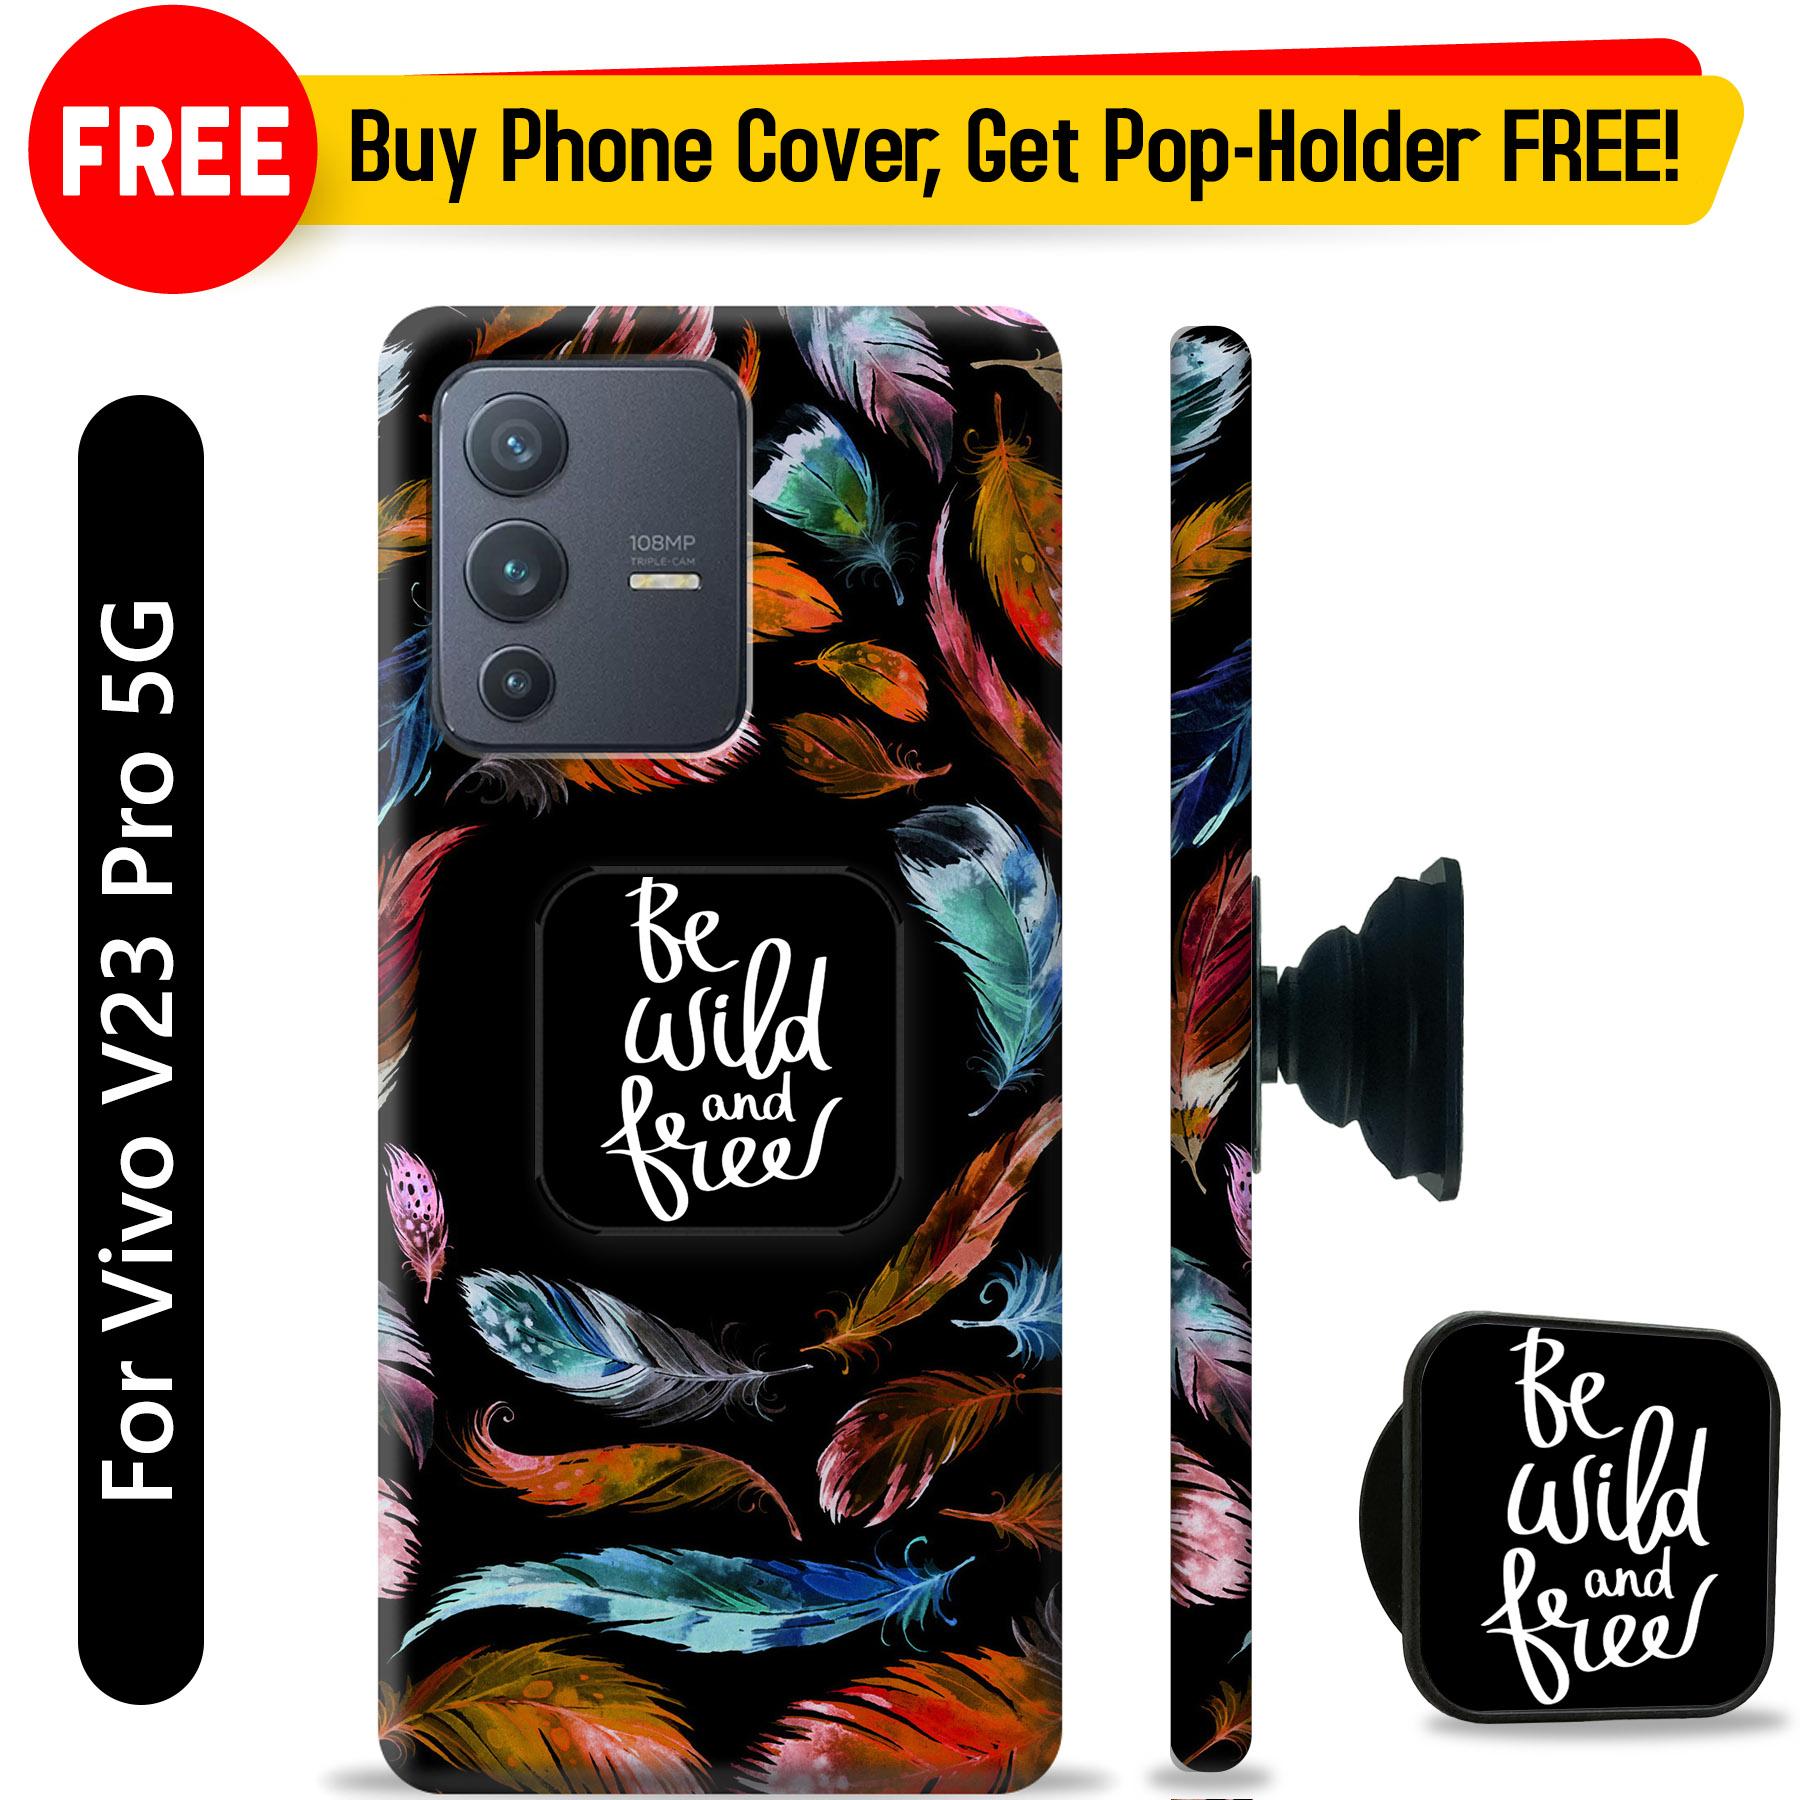 FREE
Buy Phone Cover, Get Pop-Holder FREE!
For Vivo V23 Pro 5G
108MP
TRIPLE-CAM
Be
wild
and
free
Be
wild
and
free